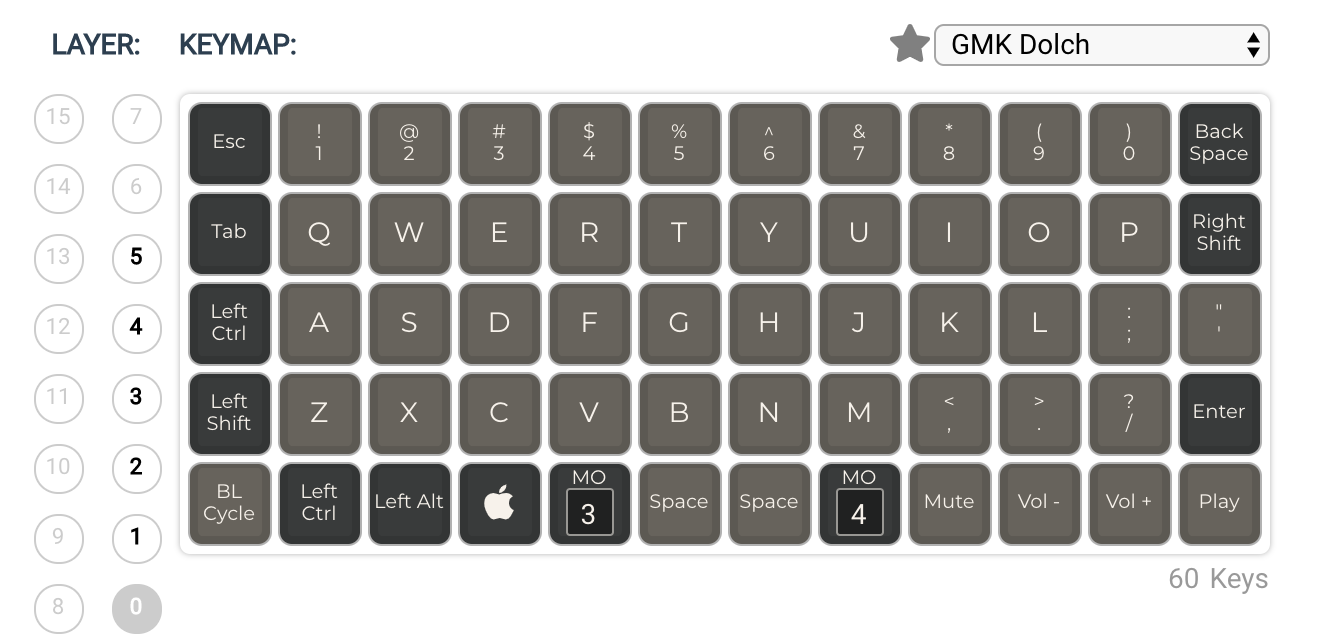 LAYER: KEYMAP: GMK Dolch
15 7 Esc ! 1 @ 2 # 3 $ 4 % 5 ^ 6 & 7 * 8 ( 9 ) 0 Back Space
14 6 Tab Q W E R T Y U I O P Right Shift
13 5
12 4 Left Ctrl A S D F G H J K L : ; " '
11 3 Left Shift Z X C V B N M < , > . ? / Enter
10 2
9 1 BL Cycle Left Ctrl Left Alt MO 3 Space Space MO 4 Mute Vol - Vol + Play
60 Keys
8 0